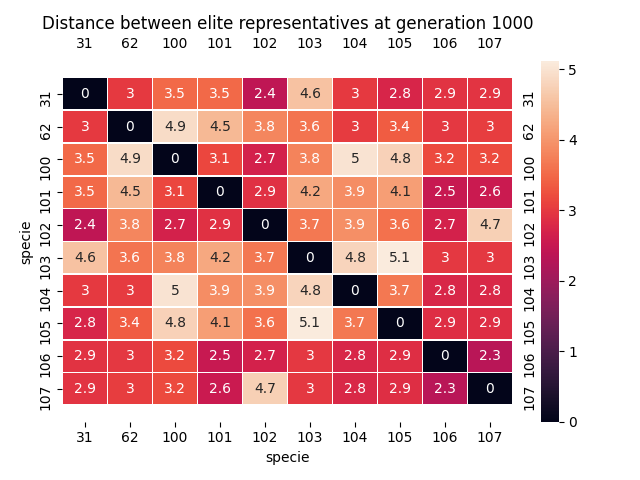 Distance between elite representatives at generation 1000
31 62 100 101 102 103 104 105 106 107
31 0 3 3.5 3.5 2.4 4.6 3 2.8 2.9 2.9 31 5
62 3 0 4.9 4.5 3.8 3.6 3 3.4 3 3 62
100 3.5 4.9 0 3.1 2.7 3.8 5 4.8 3.2 3.2 100 4
101 3.5 4.5 3.1 0 2.9 4.2 3.9 4.1 2.5 2.6 101 3
specie
102 2.4 3.8 2.7 2.9 0 3.7 3.9 3.6 2.7 4.7 102
103 4.6 3.6 3.8 4.2 3.7 0 4.8 5.1 3 3 103
104 3 3 5 3.9 3.9 4.8 0 3.7 2.8 2.8 104 2
105 2.8 3.4 4.8 4.1 3.6 5.1 3.7 0 2.9 2.9 105
106 2.9 3 3.2 2.5 2.7 3 2.8 2.9 0 2.3 106 1
107 2.9 3 3.2 2.6 4.7 3 2.8 2.9 2.3 0 107
0
31 62 100 101 102 103 104 105 106 107
specie